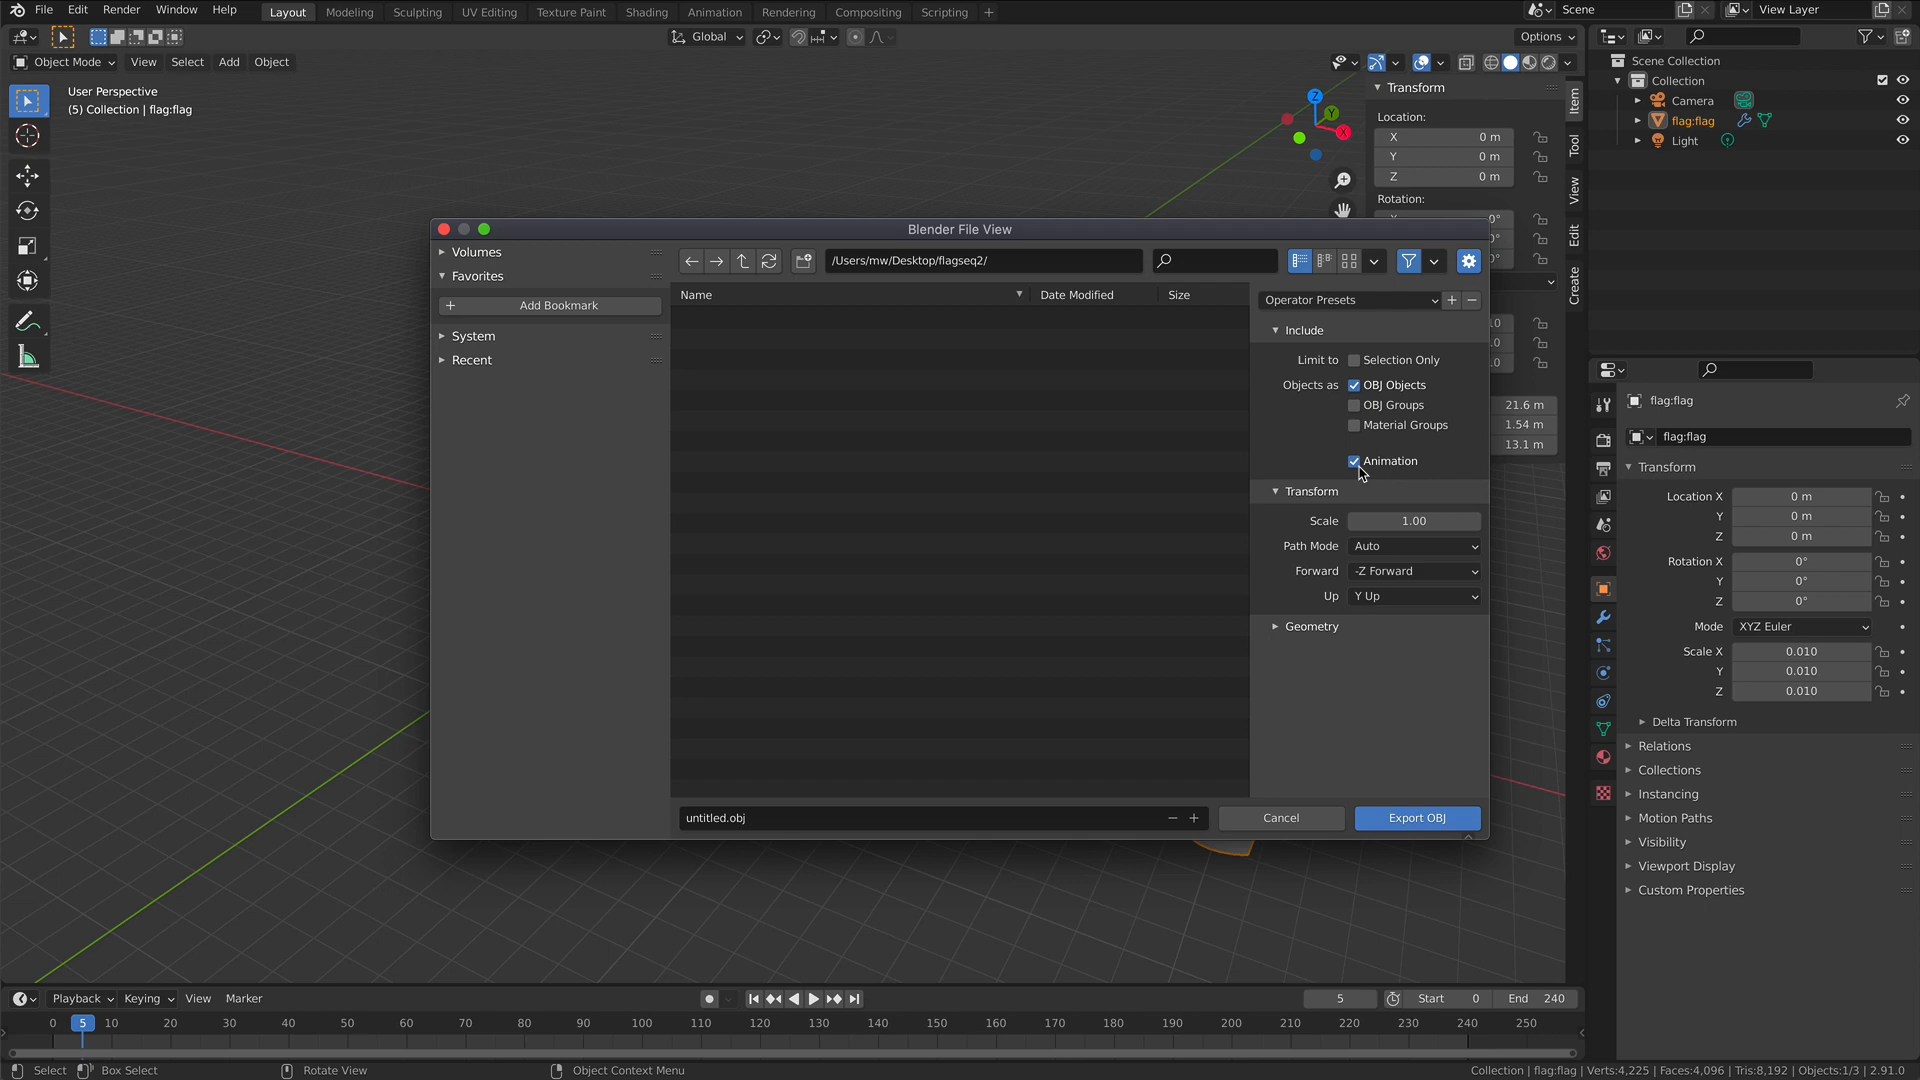 File Edit Render Window Help Layout Modeling Sculpting UV Editing Texture Paint Shading Animation Rendering Compositing Scripting + Scene View Layer
Global Options
Object Mode View Select Add Object
User Perspective
(5) Collection | flag:flag
Z Y X
Transform
Location:
X 0 m
Y 0 m
Z 0 m
Rotation:
0°
0°
0°
21.6 m
1.54 m
13.1 m
Item
Tool
View
Edit
Create
Scene Collection
Collection
Camera
flag:flag
Light
Blender File View
Volumes
Favorites
Add Bookmark
System
Recent
/Users/mw/Desktop/flagseq2/
Name Date Modified Size
Operator Presets
Include
Limit to Selection Only
Objects as OBJ Objects
OBJ Groups
Material Groups
Animation
Transform
Scale 1.00
Path Mode Auto
Forward -Z Forward
Up Y Up
Geometry
untitled.obj Cancel Export OBJ
flag:flag
flag:flag
Transform
Location X 0 m
Y 0 m
Z 0 m
Rotation X 0°
Y 0°
Z 0°
Mode XYZ Euler
Scale X 0.010
Y 0.010
Z 0.010
Delta Transform
Relations
Collections
Instancing
Motion Paths
Visibility
Viewport Display
Custom Properties
Playback Keying View Marker 5 Start 0 End 240
0 5 10 20 30 40 50 60 70 80 90 100 110 120 130 140 150 160 170 180 190 200 210 220 230 240 250
Select Box Select Rotate View Object Context Menu Collection | flag:flag | Verts:4,225 | Faces:4,096 | Tris:8,192 | Objects:1/3 | 2.91.0